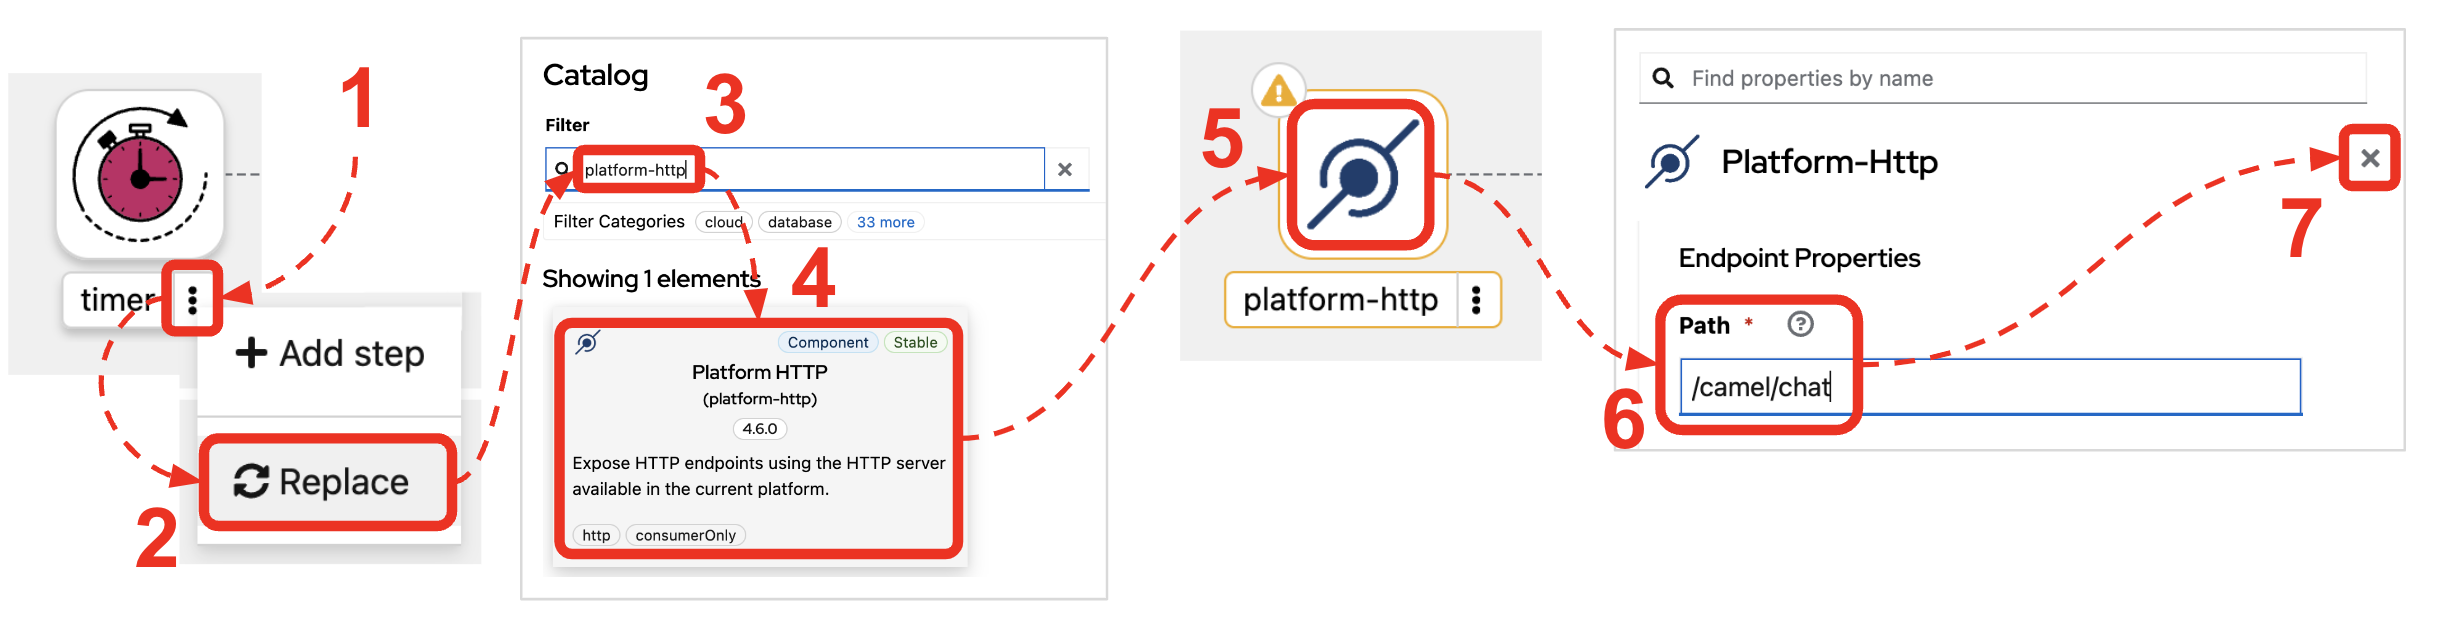 1
timer
Add step
Replace
2
Catalog
3
Filter
platform-http
Filter Categories cloud database 33 more
Showing 1 elements
4
Component Stable
Platform HTTP
(platform-http)
4.6.0
Expose HTTP endpoints using the HTTP server
available in the current platform.
http consumerOnly
5
platform-http
Find properties by name
Platform-Http
7
Endpoint Properties
Path *
/camel/chat
6